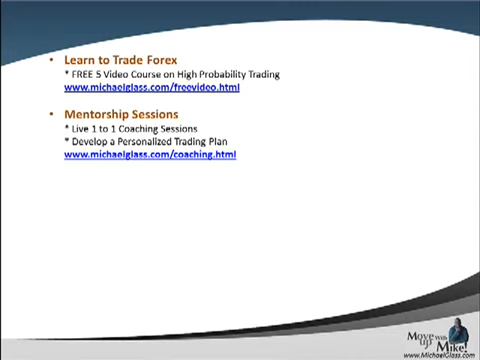 • Learn to Trade Forex
* FREE 5 Video Course on High Probability Trading
www.michaelglass.com/freevideo.html
• Mentorship Sessions
* Live 1 to 1 Coaching Sessions
* Develop a Personalized Trading Plan
www.michaelglass.com/coaching.html
Move up With Mike!
www.MichaelGlass.com